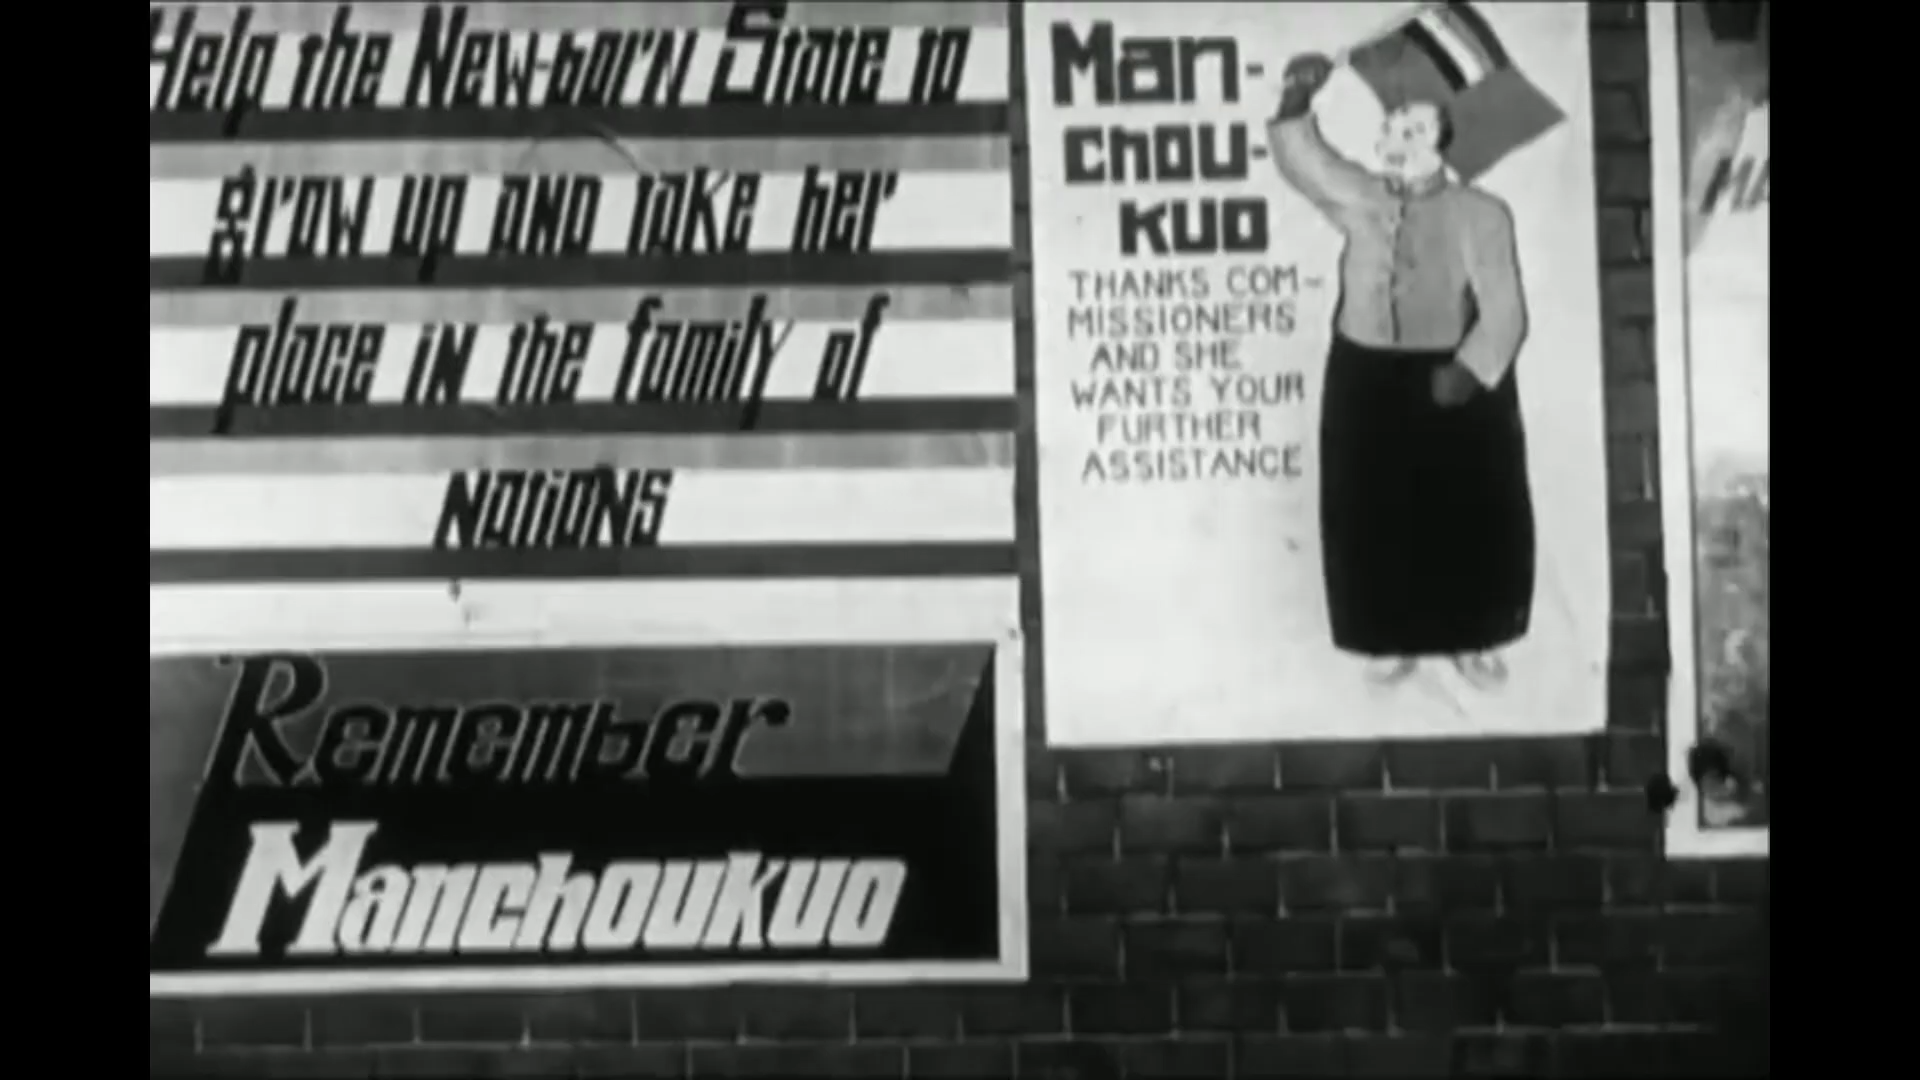 Help the New-born State to
grow up and take her
place in the family of
Nations
Remember
Manchoukuo
Man-
chou-
kuo
THANKS COM-
MISSIONERS
AND SHE
WANTS YOUR
FURTHER
ASSISTANCE